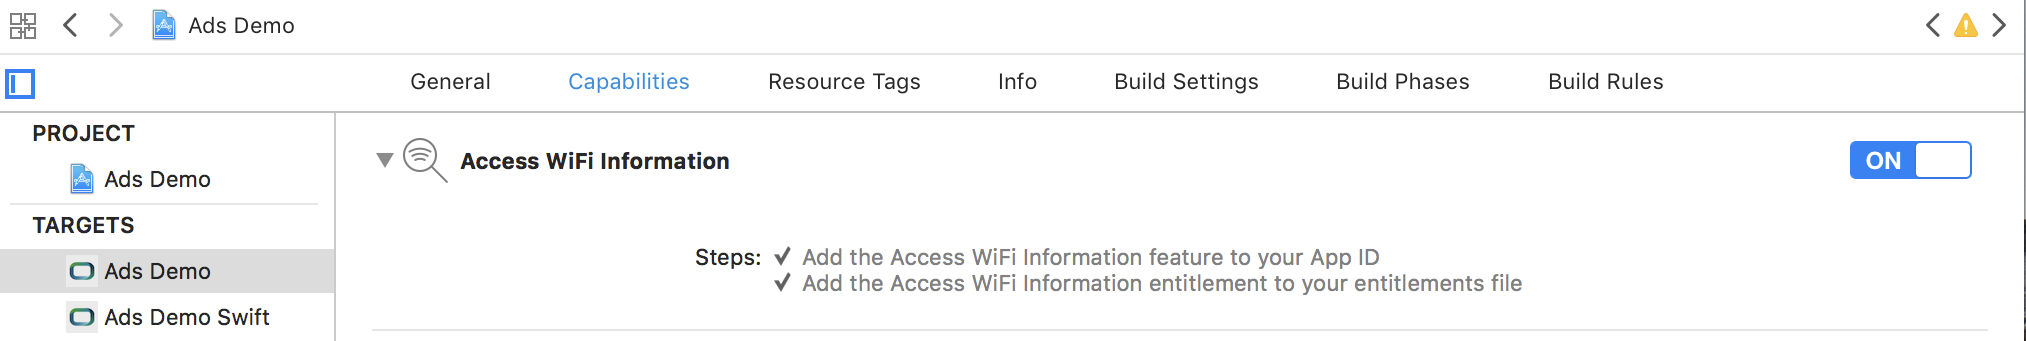 Ads Demo
General Capabilities Resource Tags Info Build Settings Build Phases Build Rules
PROJECT
Ads Demo
TARGETS
Ads Demo
Ads Demo Swift
Access WiFi Information
ON
Steps: ✓ Add the Access WiFi Information feature to your App ID
✓ Add the Access WiFi Information entitlement to your entitlements file